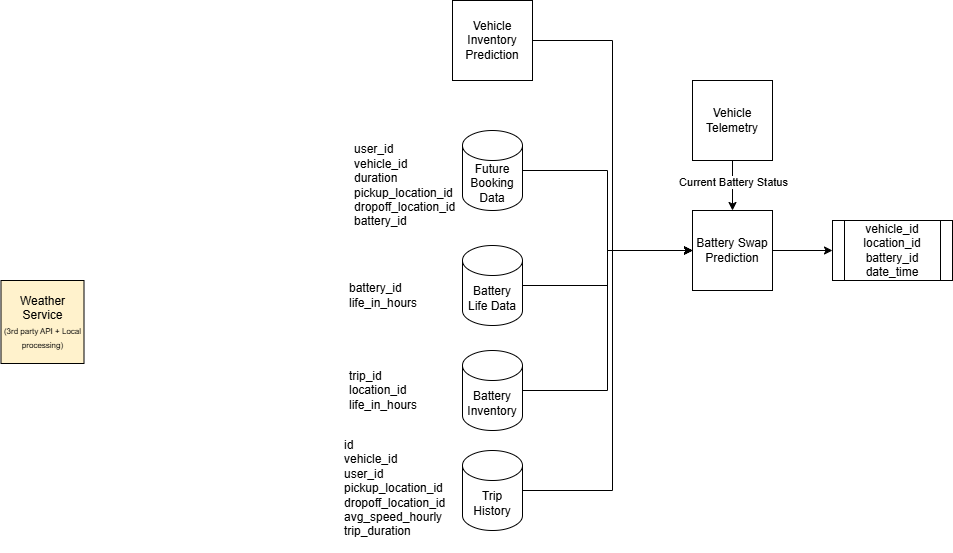 Vehicle
Inventory
Prediction
Vehicle
Telemetry
user_id
vehicle_id
duration
pickup_location_id
dropoff_location_id
battery_id
Future
Booking
Data
Current Battery Status
Battery Swap
Prediction
vehicle_id
location_id
battery_id
date_time
battery_id
life_in_hours
Battery
Life Data
Weather
Service
(3rd party API + Local
processing)
trip_id
location_id
life_in_hours
Battery
Inventory
id
vehicle_id
user_id
pickup_location_id
dropoff_location_id
avg_speed_hourly
trip_duration
Trip
History